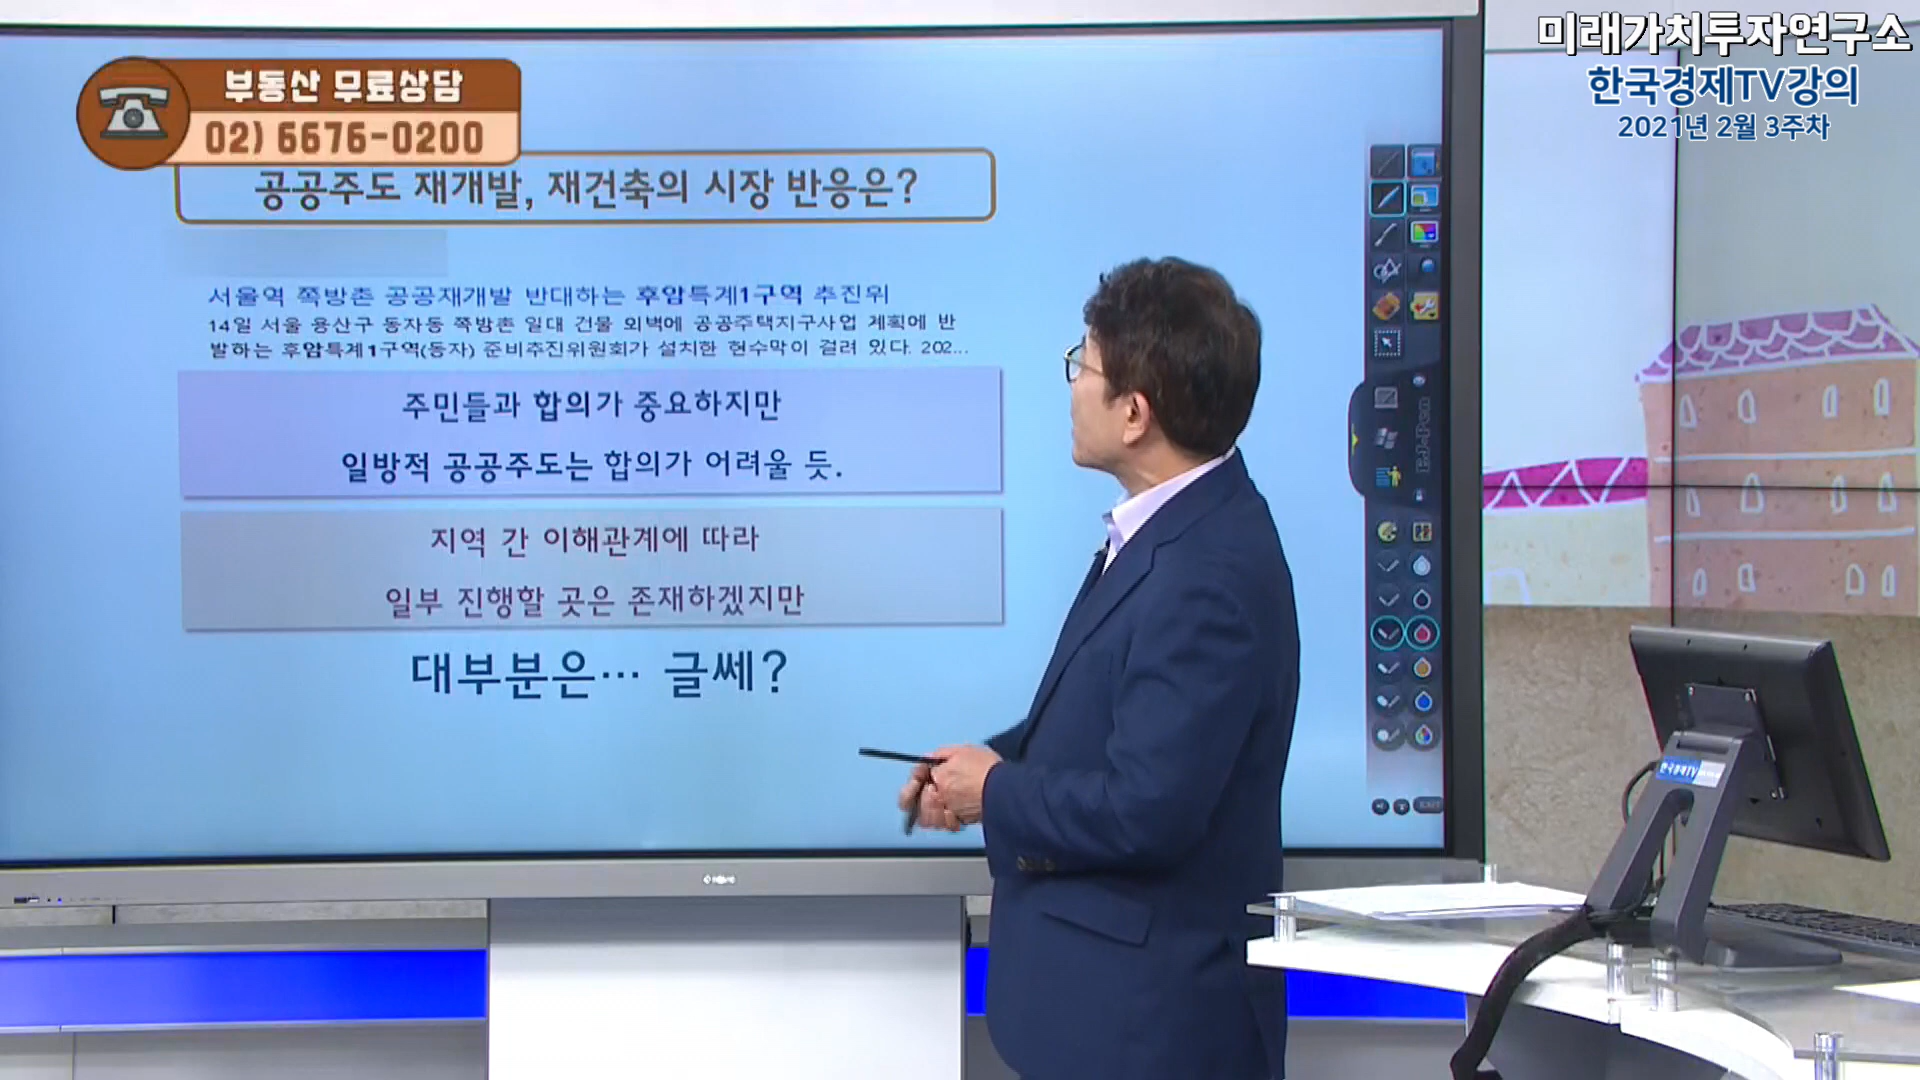 미래가치투자연구소
한국경제TV강의
2021년 2월 3주차
부동산 무료상담
02) 6676-0200
공공주도 재개발, 재건축의 시장 반응은?
서울역 쪽방촌 공공재개발 반대하는 후암특계1구역 추진위
14일 서울 용산구 동자동 쪽방촌 일대 건물 외벽에 공공주택지구사업 계획에 반
발하는 후암특계1구역(동자) 준비추진위원회가 설치한 현수막이 걸려 있다. 202...
주민들과 합의가 중요하지만
일방적 공공주도는 합의가 어려울 듯.
지역 간 이해관계에 따라
일부 진행할 곳은 존재하겠지만
대부분은... 글쎄?
EXIT
한국경제TV